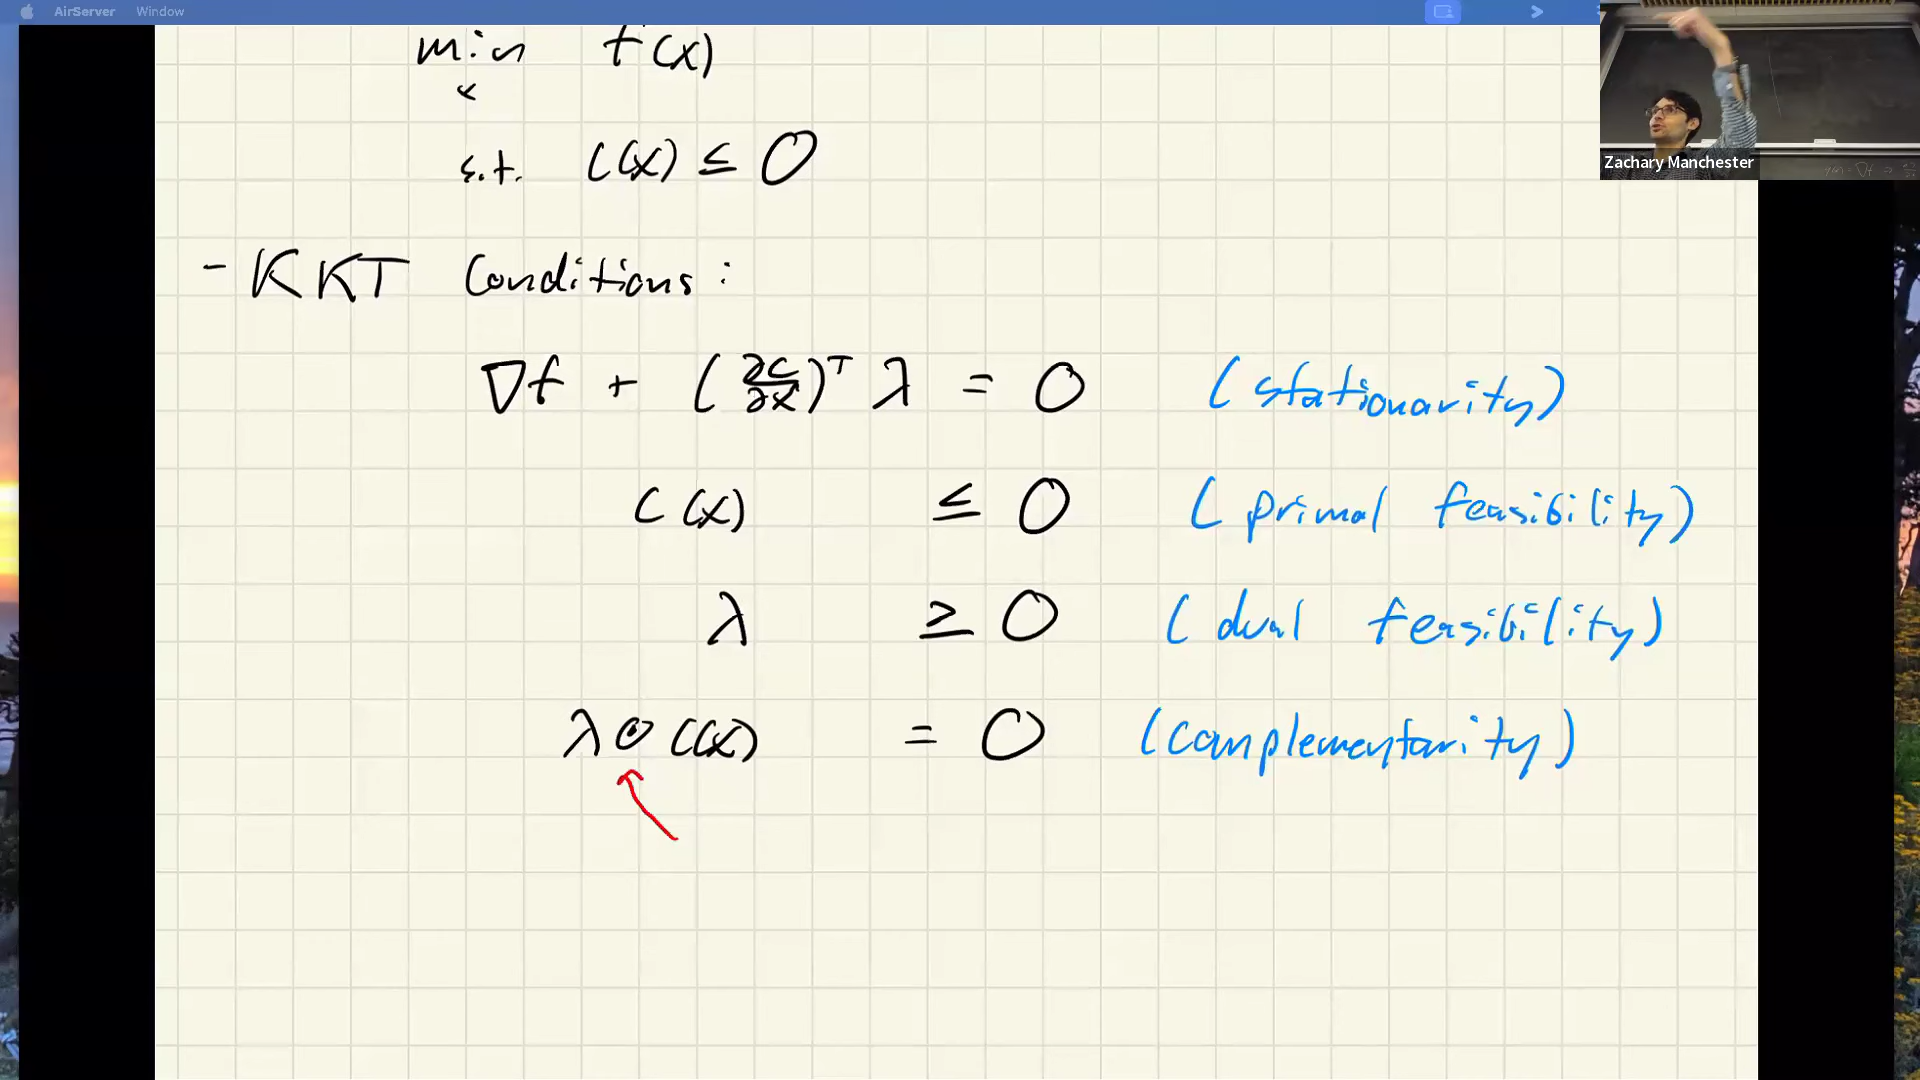 AirServer Window
min f(x)
x
s.t. C(x) ≤ 0
Zachary Manchester
- KKT Conditions:
∇f + (∂C/∂x)ᵀ λ = 0 (stationarity)
C(x) ≤ 0 (primal feasibility)
λ ≥ 0 (dual feasibility)
λ ⊙ C(x) = 0 (complementarity)